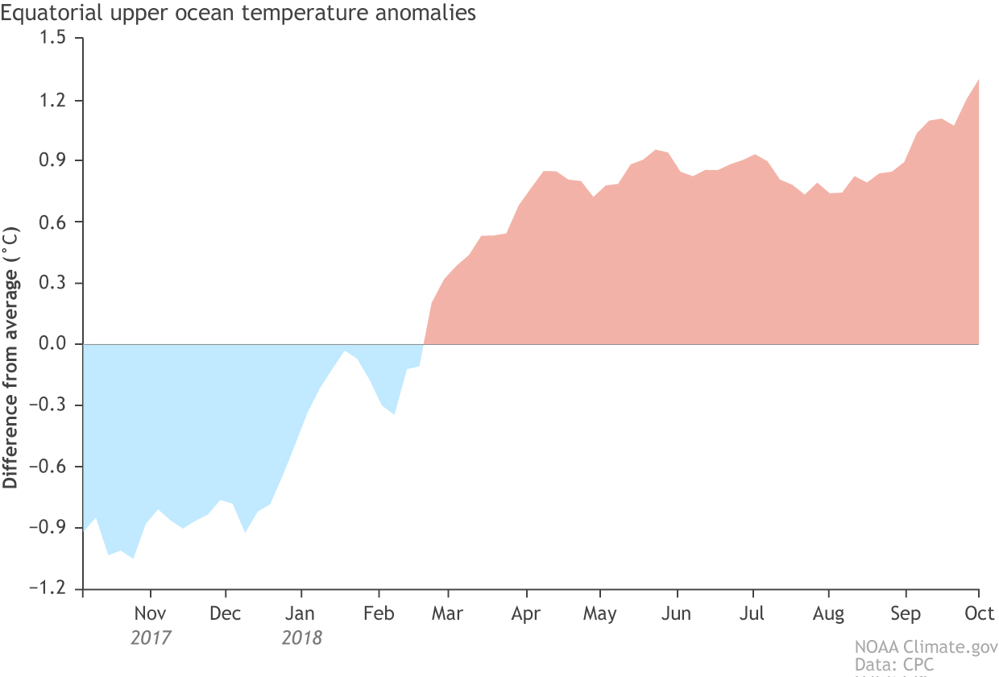 Equatorial upper ocean temperature anomalies
1.5
1.2
0.9
0.6
0.3
0.0
−0.3
−0.6
−0.9
−1.2
Difference from average (˚C)
Nov Dec Jan Feb Mar Apr May Jun Jul Aug Sep Oct
2017 2018
NOAA Climate.gov
Data: CPC